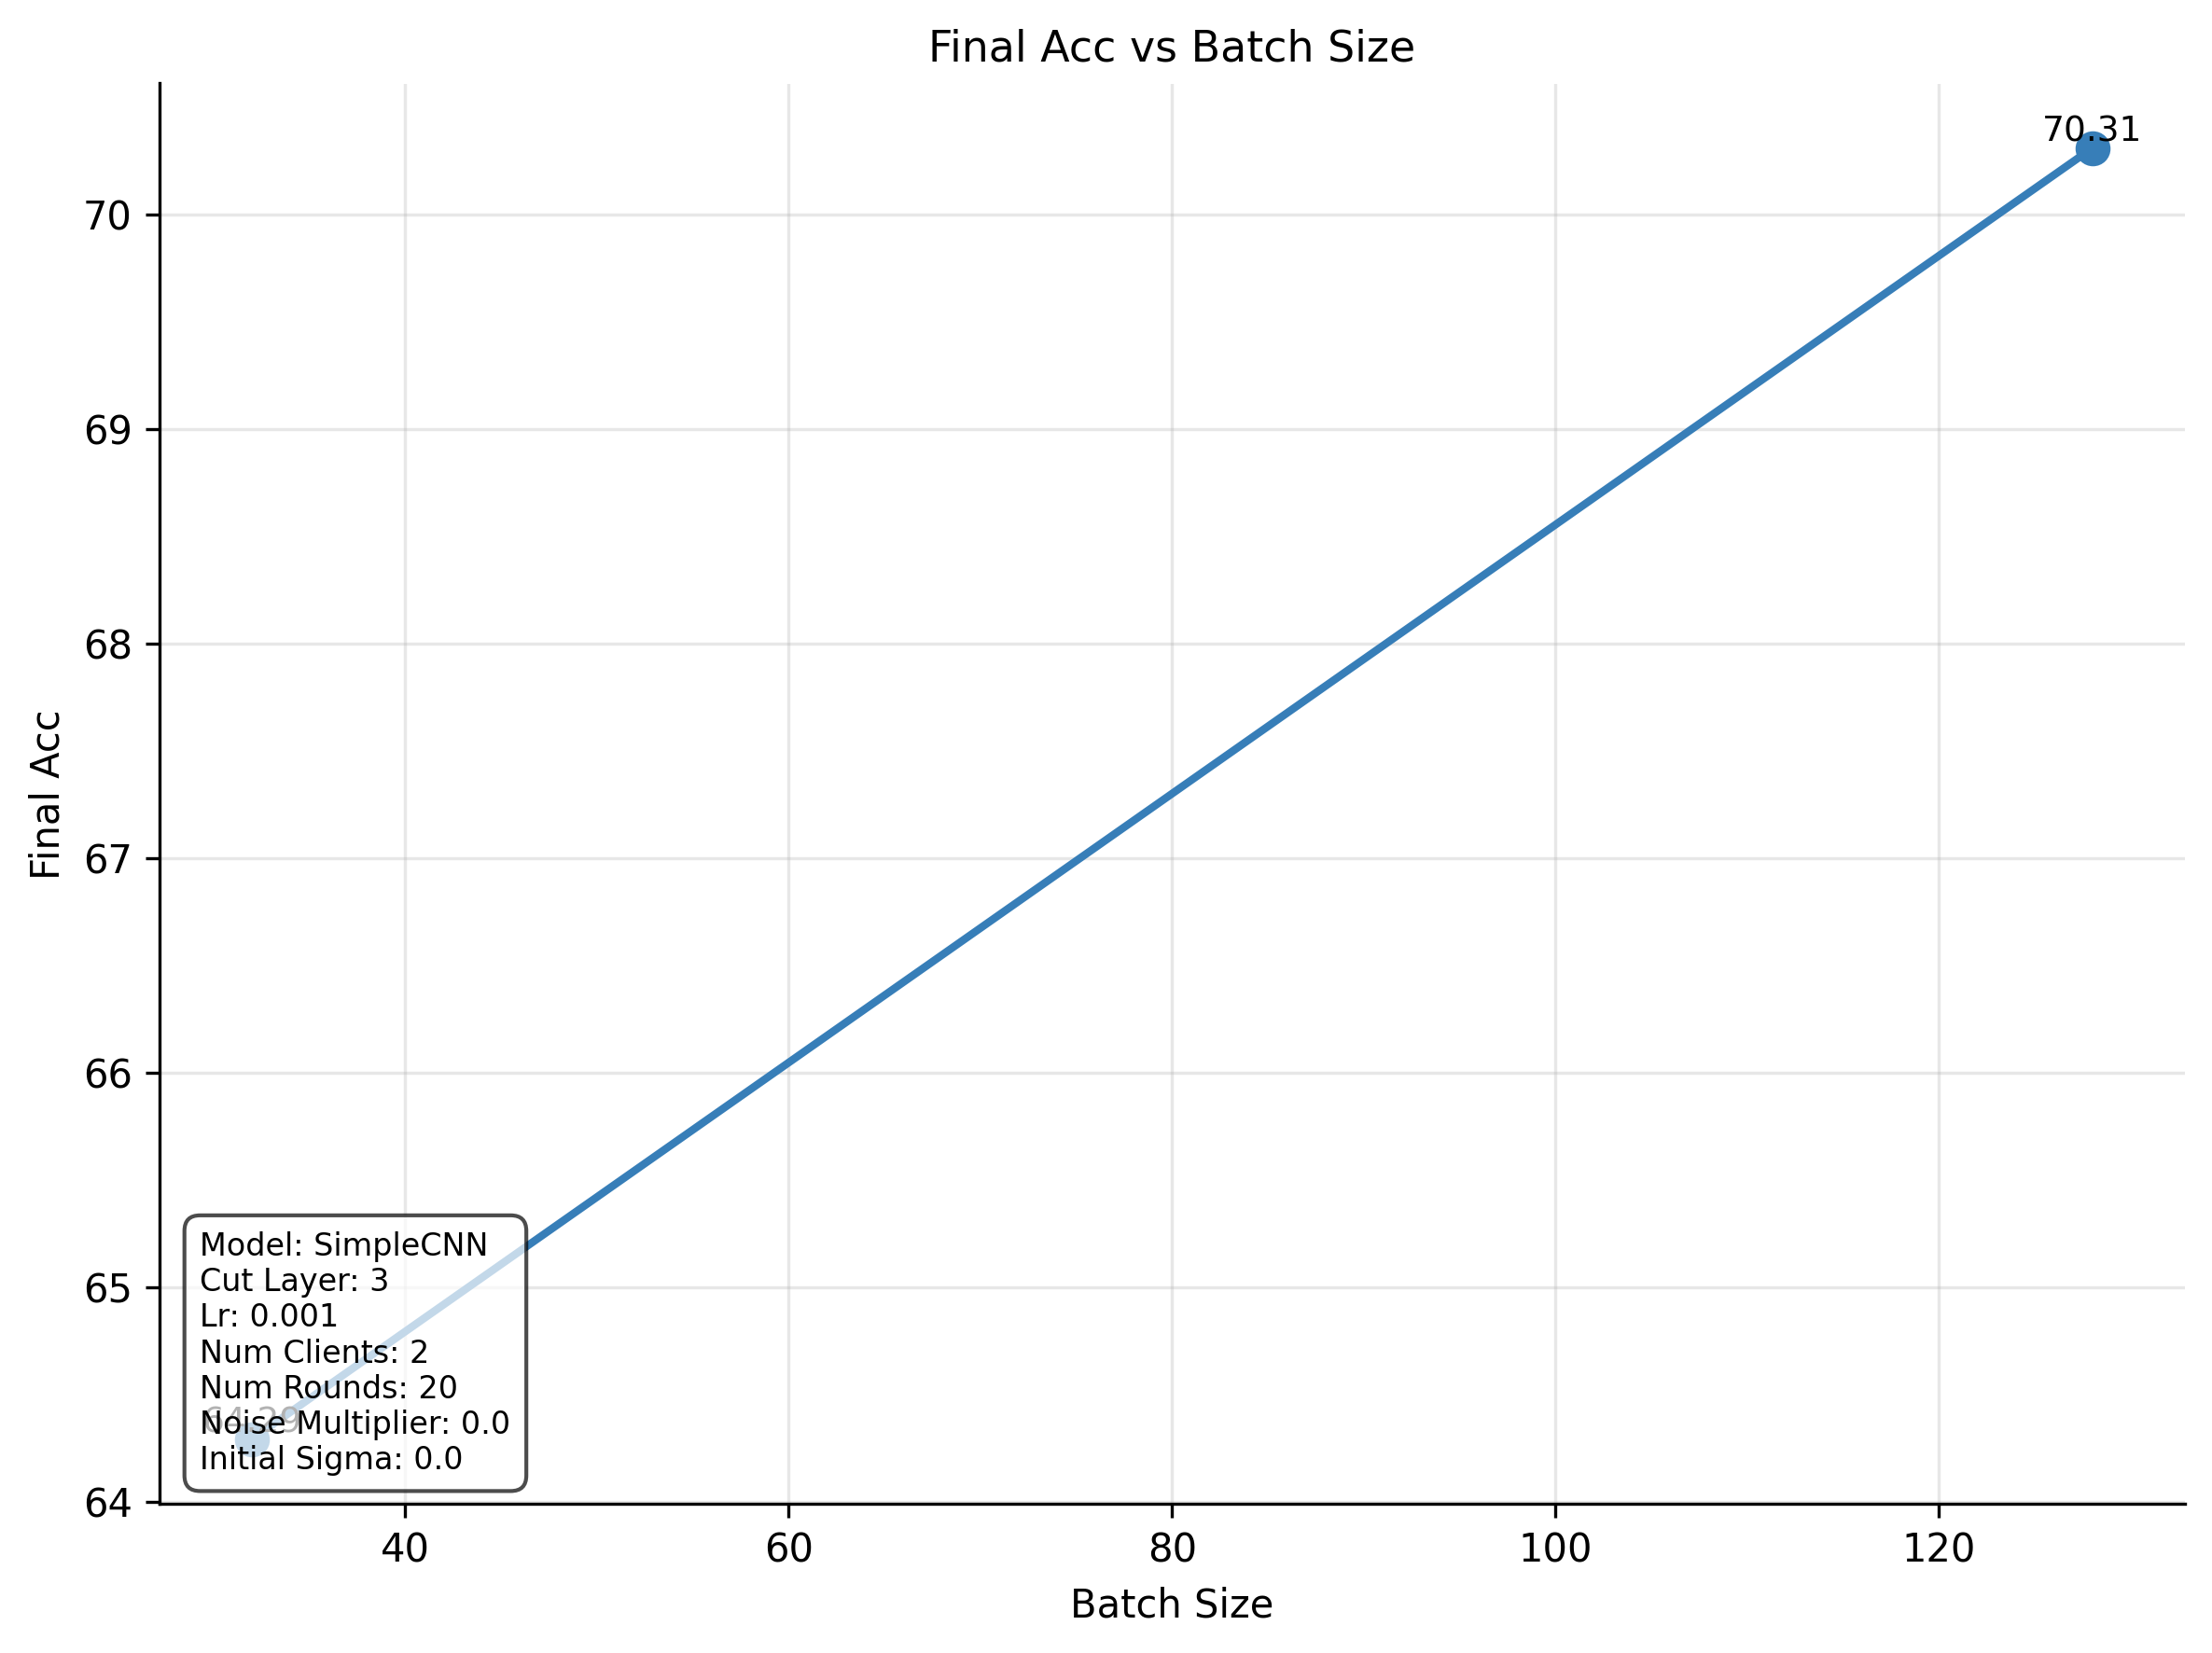 Final Acc vs Batch Size
70.31
70
69
68
67
66
65
64
Final Acc
Model: SimpleCNN
Cut Layer: 3
Lr: 0.001
Num Clients: 2
Num Rounds: 20
64.29
Noise Multiplier: 0.0
Initial Sigma: 0.0
40
60
80
100
120
Batch Size